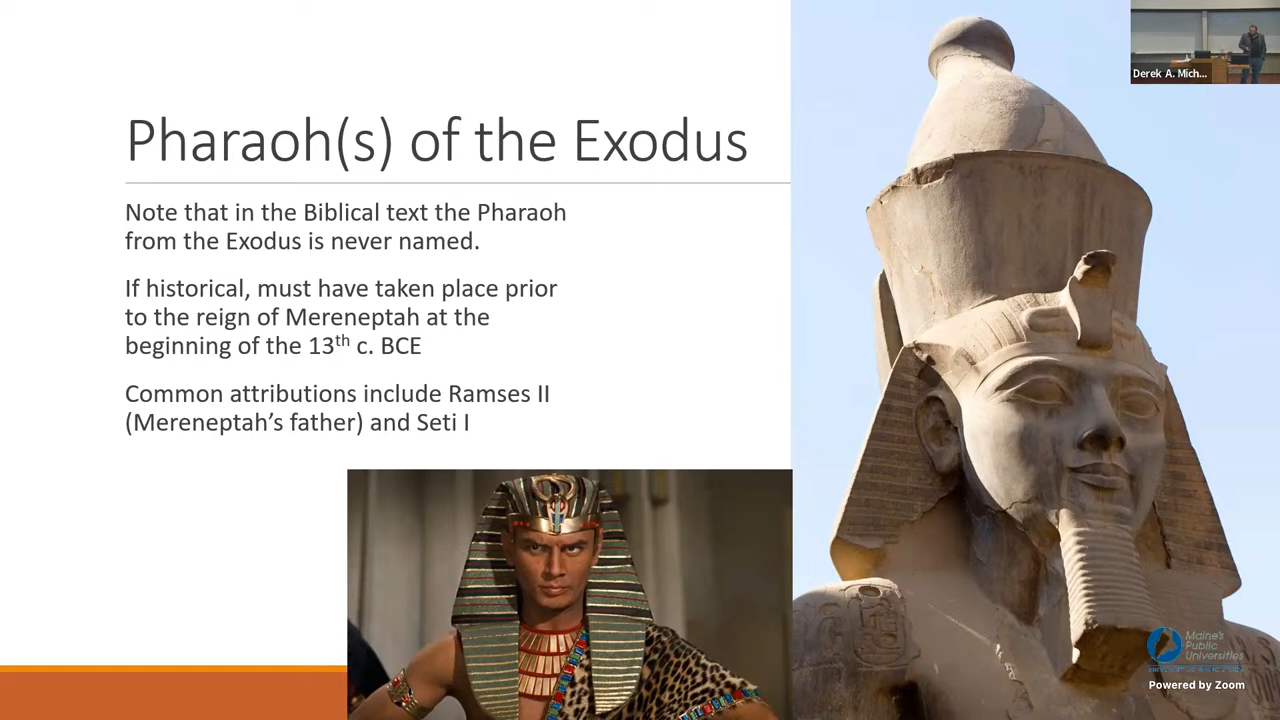 Derek A. Mich...
Pharaoh(s) of the Exodus
Note that in the Biblical text the Pharaoh
from the Exodus is never named.
If historical, must have taken place prior
to the reign of Mereneptah at the
beginning of the 13th c. BCE
Common attributions include Ramses II
(Mereneptah’s father) and Seti I
Maine's
Public
Universities
Powered by Zoom